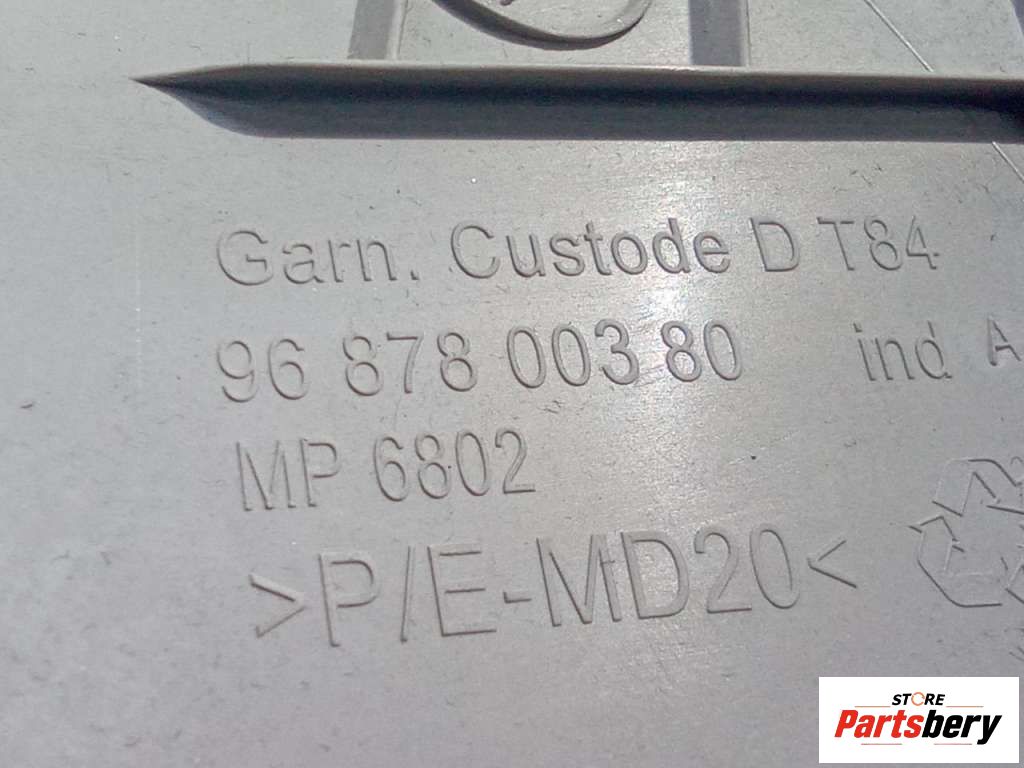 Garn. Custode D T84
96 878 003 80 ind A
MP 6802
>P/E-MD20<
STORE
Partsbery